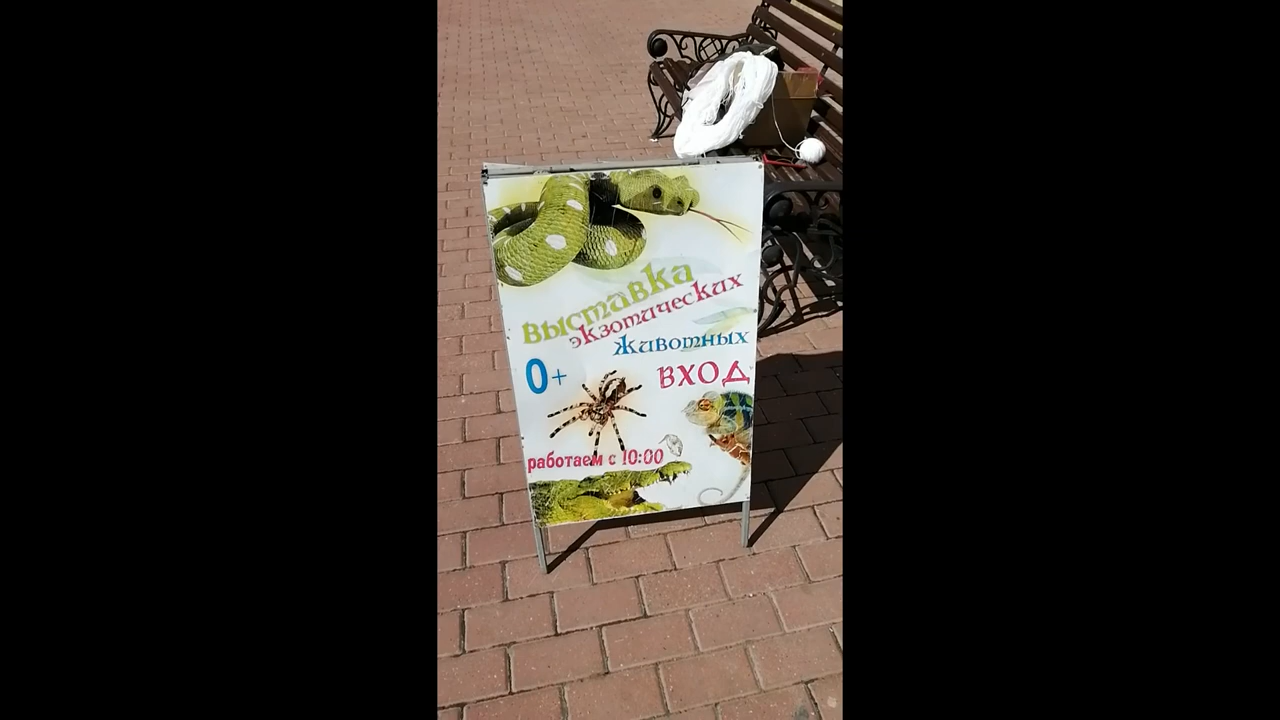 выставка
экзотических
животных
0+
ВХОД
работаем с 10:00